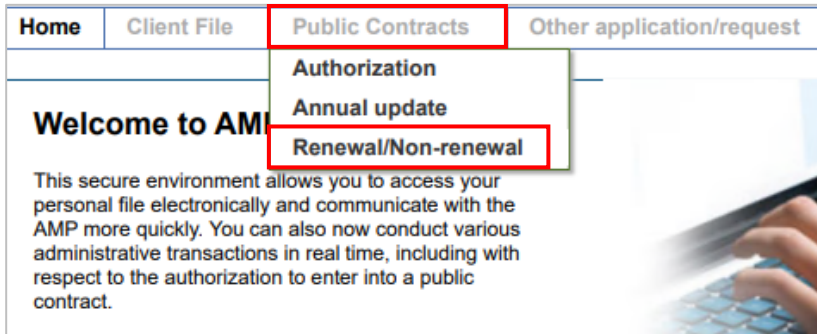 Home Client File Public Contracts Other application/request
Authorization
Annual update
Renewal/Non-renewal
Welcome to AM
This secure environment allows you to access your
personal file electronically and communicate with the
AMP more quickly. You can also now conduct various
administrative transactions in real time, including with
respect to the authorization to enter into a public
contract.